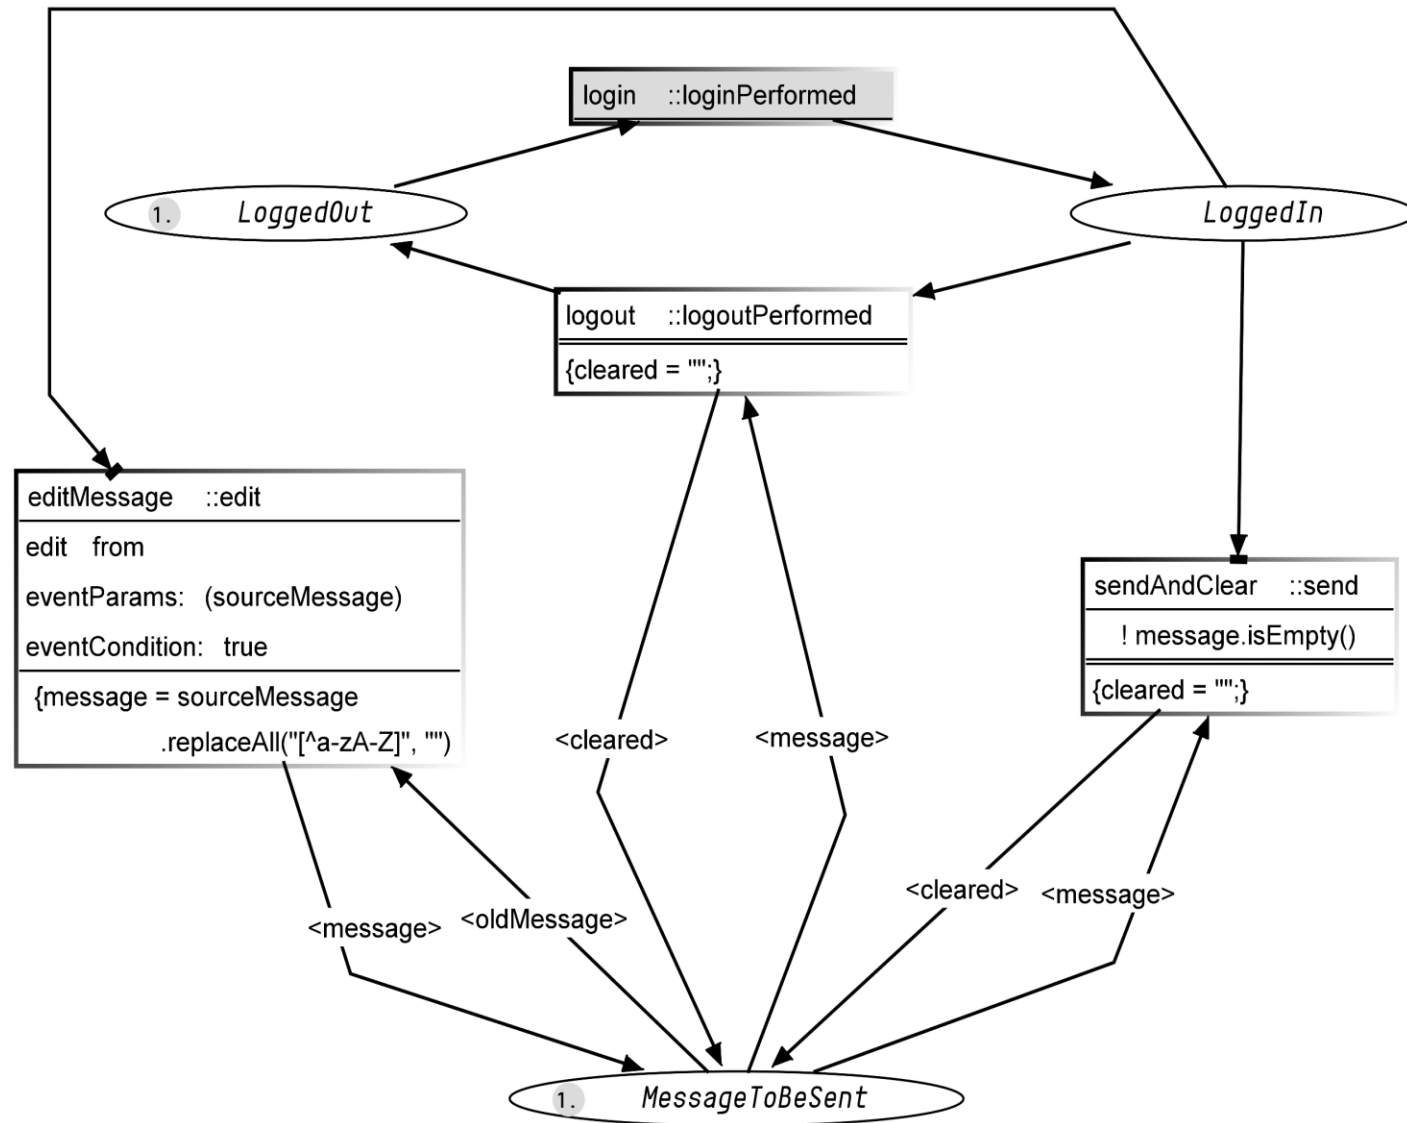 login ::loginPerformed
1. LoggedOut
LoggedIn
logout ::logoutPerformed
{cleared = "";}
editMessage ::edit
edit from
eventParams: (sourceMessage)
eventCondition: true
{message = sourceMessage
.replaceAll("[^a-zA-Z]", "")
sendAndClear ::send
! message.isEmpty()
{cleared = "";}
<cleared>
<message>
<cleared>
<message>
<message>
<oldMessage>
1. MessageToBeSent